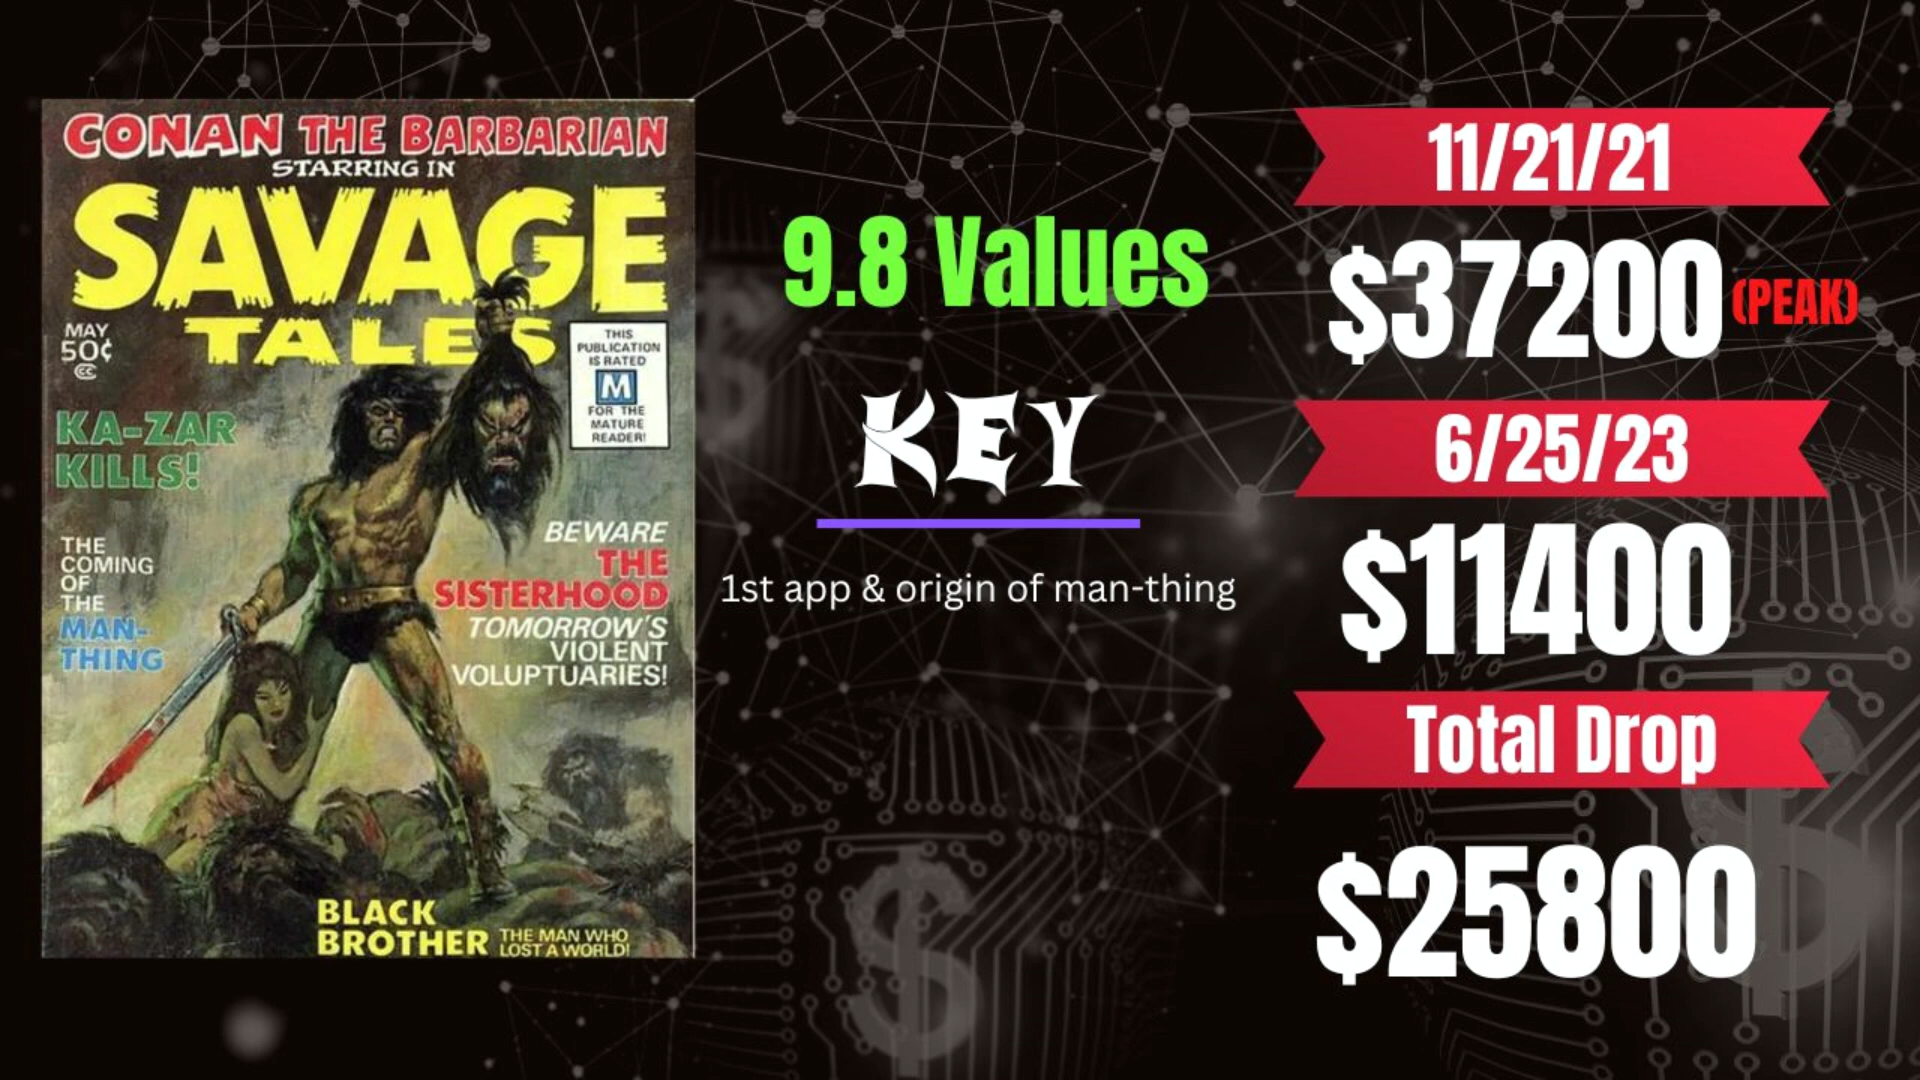 CONAN THE BARBARIAN
STARRING IN
SAVAGE
TALES
MAY
50¢
CC
THIS
PUBLICATION
IS RATED
M
FOR THE
MATURE
READER!
KA-ZAR
KILLS!
THE
COMING
OF
THE
MAN-
THING
BEWARE
THE
SISTERHOOD
TOMORROW'S
VIOLENT
VOLUPTUARIES!
BLACK
BROTHER
THE MAN WHO
LOST A WORLD!
9.8 Values
KEY
1st app & origin of man-thing
11/21/21
$37200 (PEAK)
6/25/23
$11400
Total Drop
$25800